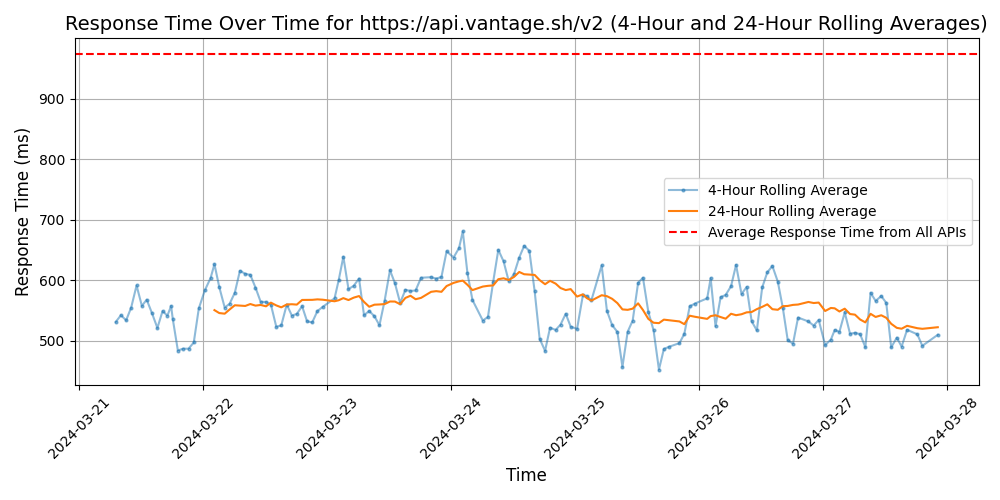 Response Time Over Time for https://api.vantage.sh/v2 (4-Hour and 24-Hour Rolling Averages)
Response Time (ms)
900
800
700
600
500
4-Hour Rolling Average
24-Hour Rolling Average
Average Response Time from All APIs
2024-03-21
2024-03-22
2024-03-23
2024-03-24
2024-03-25
2024-03-26
2024-03-27
2024-03-28
Time